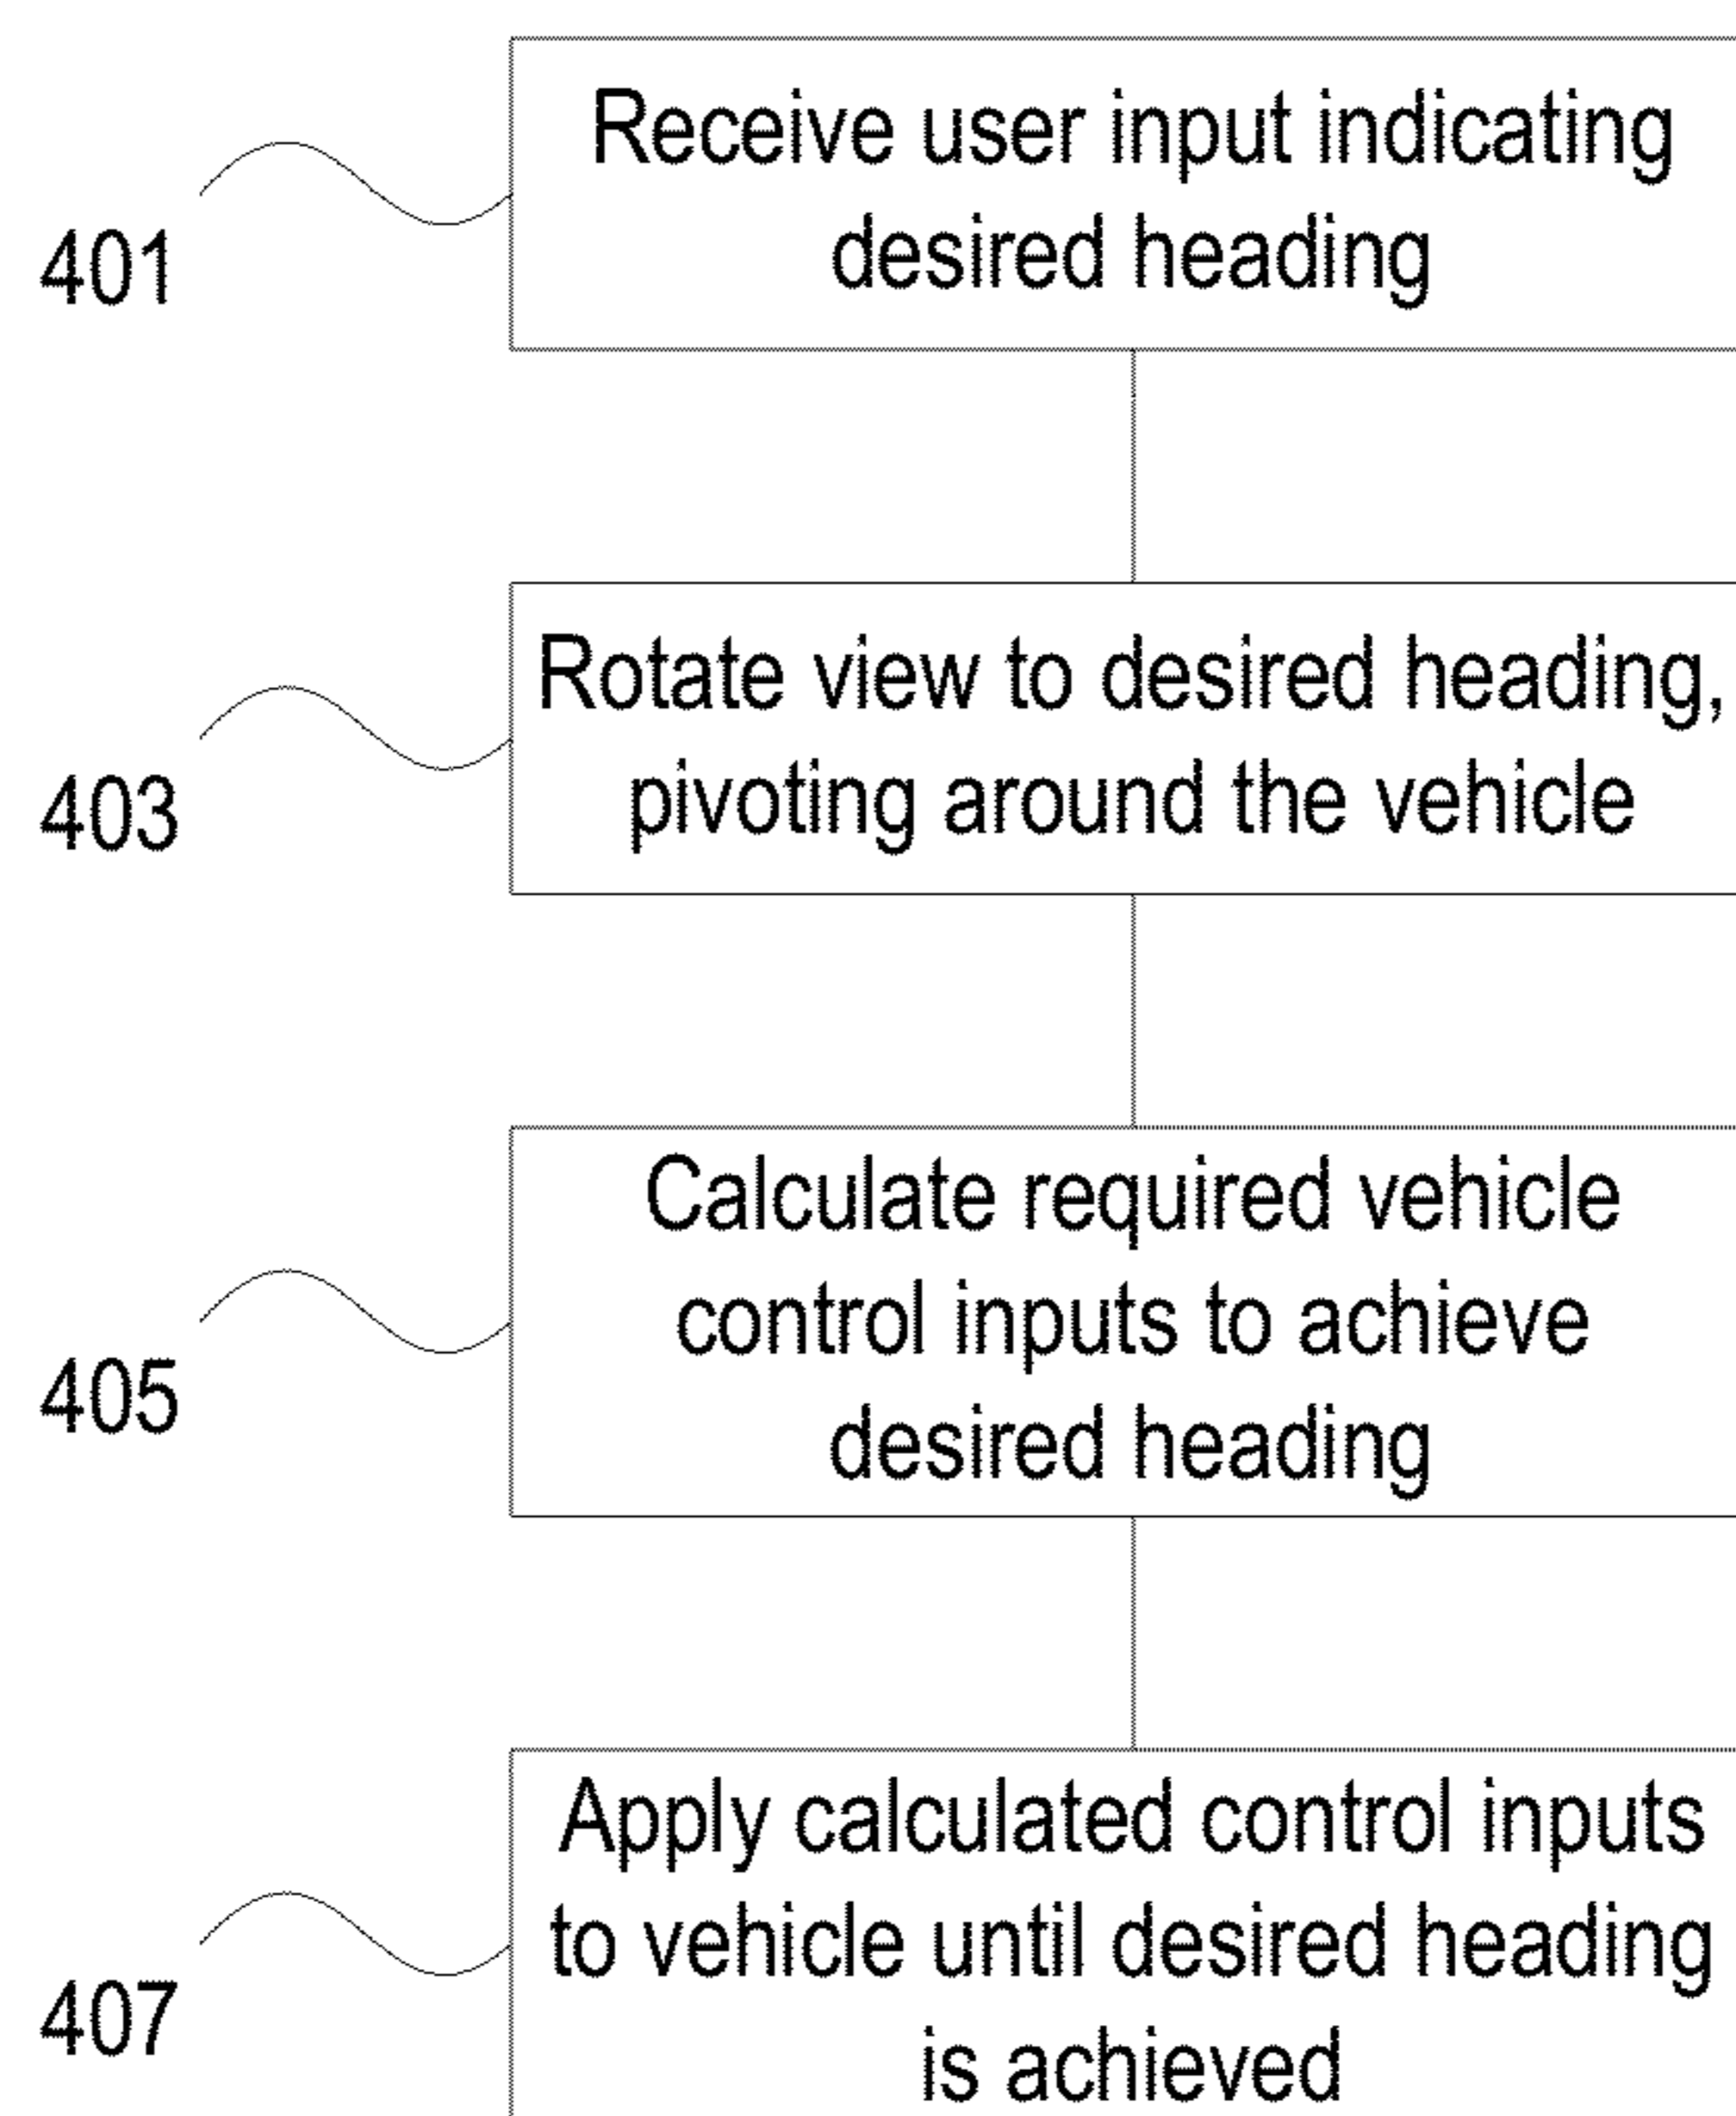 Receive user input indicating
desired heading
401
Rotate view to desired heading,
pivoting around the vehicle
403
Calculate required vehicle
control inputs to achieve
desired heading
405
Apply calculated control inputs
to vehicle until desired heading
is achieved
407